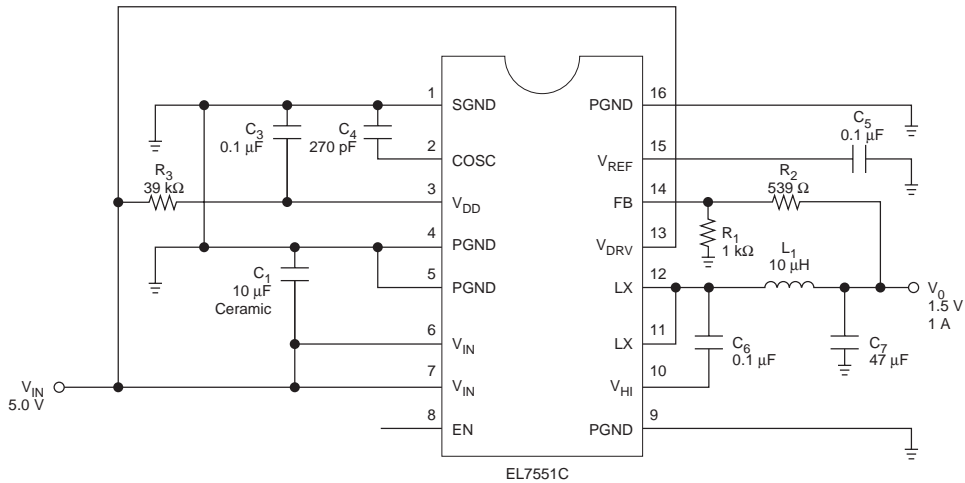 1
SGND
PGND
16
C3
0.1 µF
C4
270 pF
C5
0.1 µF
2
COSC
VREF
15
R3
39 kΩ
3
VDD
FB
14
R2
539 Ω
R1
1 kΩ
4
PGND
VDRV
13
C1
10 µF
Ceramic
5
PGND
LX
12
L1
10 µH
V0
1.5 V
1 A
6
VIN
LX
11
C6
0.1 µF
C7
47 µF
VIN
5.0 V
7
VIN
VHI
10
8
EN
PGND
9
EL7551C